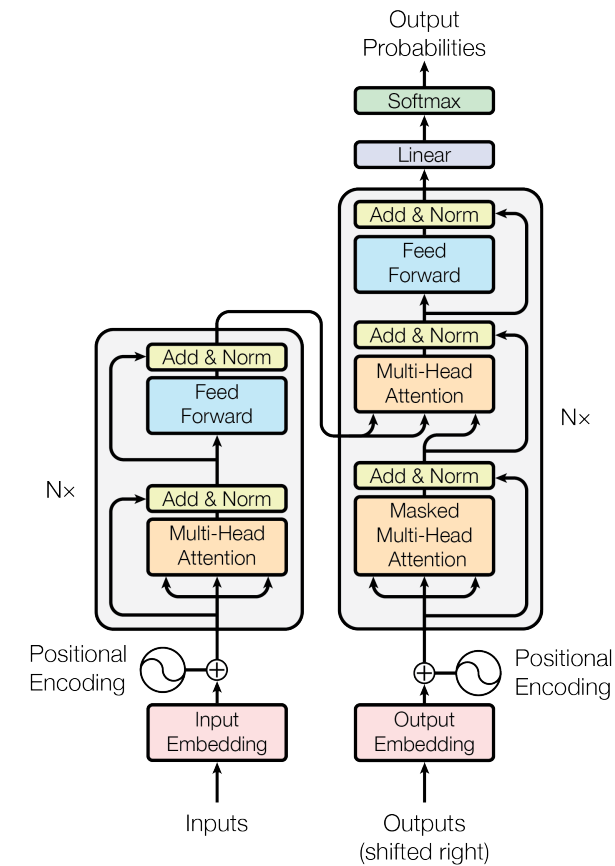 Output
Probabilities
Softmax
Linear
Add & Norm
Feed
Forward
Add & Norm
Multi-Head
Attention
Add & Norm
Masked
Multi-Head
Attention
N×
Add & Norm
Feed
Forward
Add & Norm
Multi-Head
Attention
N×
Positional
Encoding
Positional
Encoding
Input
Embedding
Output
Embedding
Inputs
Outputs
(shifted right)